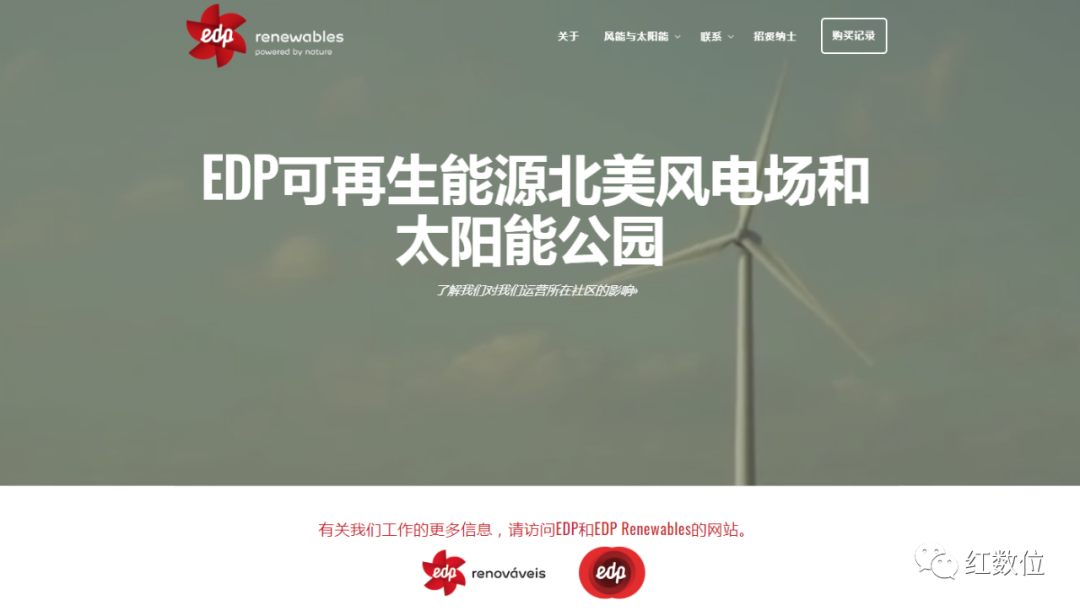 edp renewables
powered by nature
关于 风能与太阳能 联系 招贤纳士 购买记录
EDP可再生能源北美风电场和
太阳能公园
了解我们对我们运营所在社区的影响»
有关我们工作的更多信息，请访问EDP和EDP Renewables的网站。
edp renováveis edp
红数位